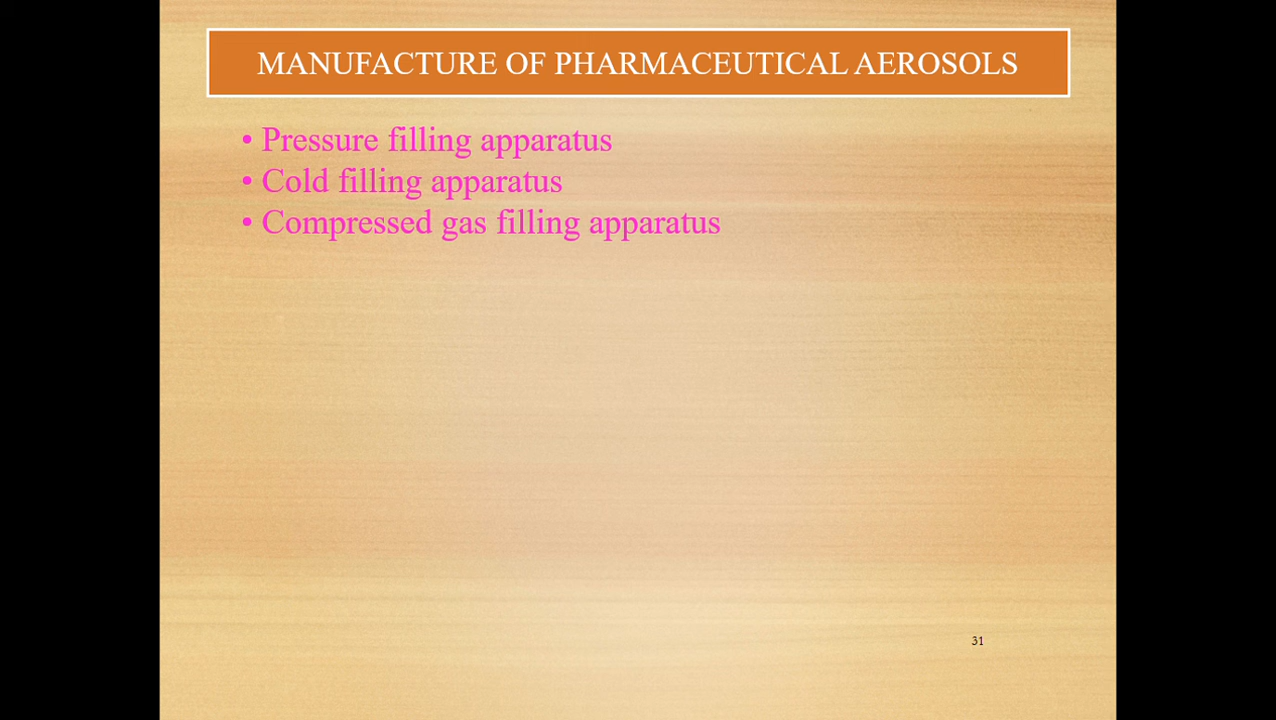 MANUFACTURE OF PHARMACEUTICAL AEROSOLS
• Pressure filling apparatus
• Cold filling apparatus
• Compressed gas filling apparatus
31